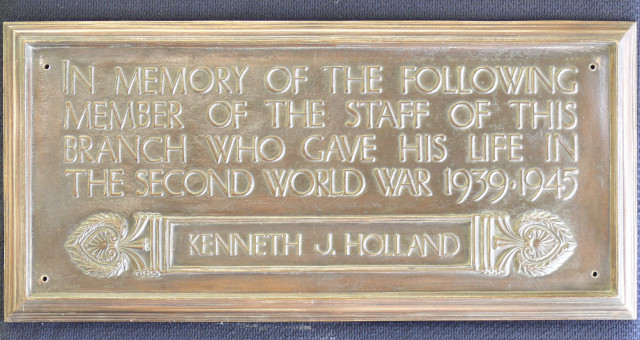 IN MEMORY OF THE FOLLOWING
MEMBER OF THE STAFF OF THIS
BRANCH WHO GAVE HIS LIFE IN
THE SECOND WORLD WAR 1939·1945
KENNETH J. HOLLAND